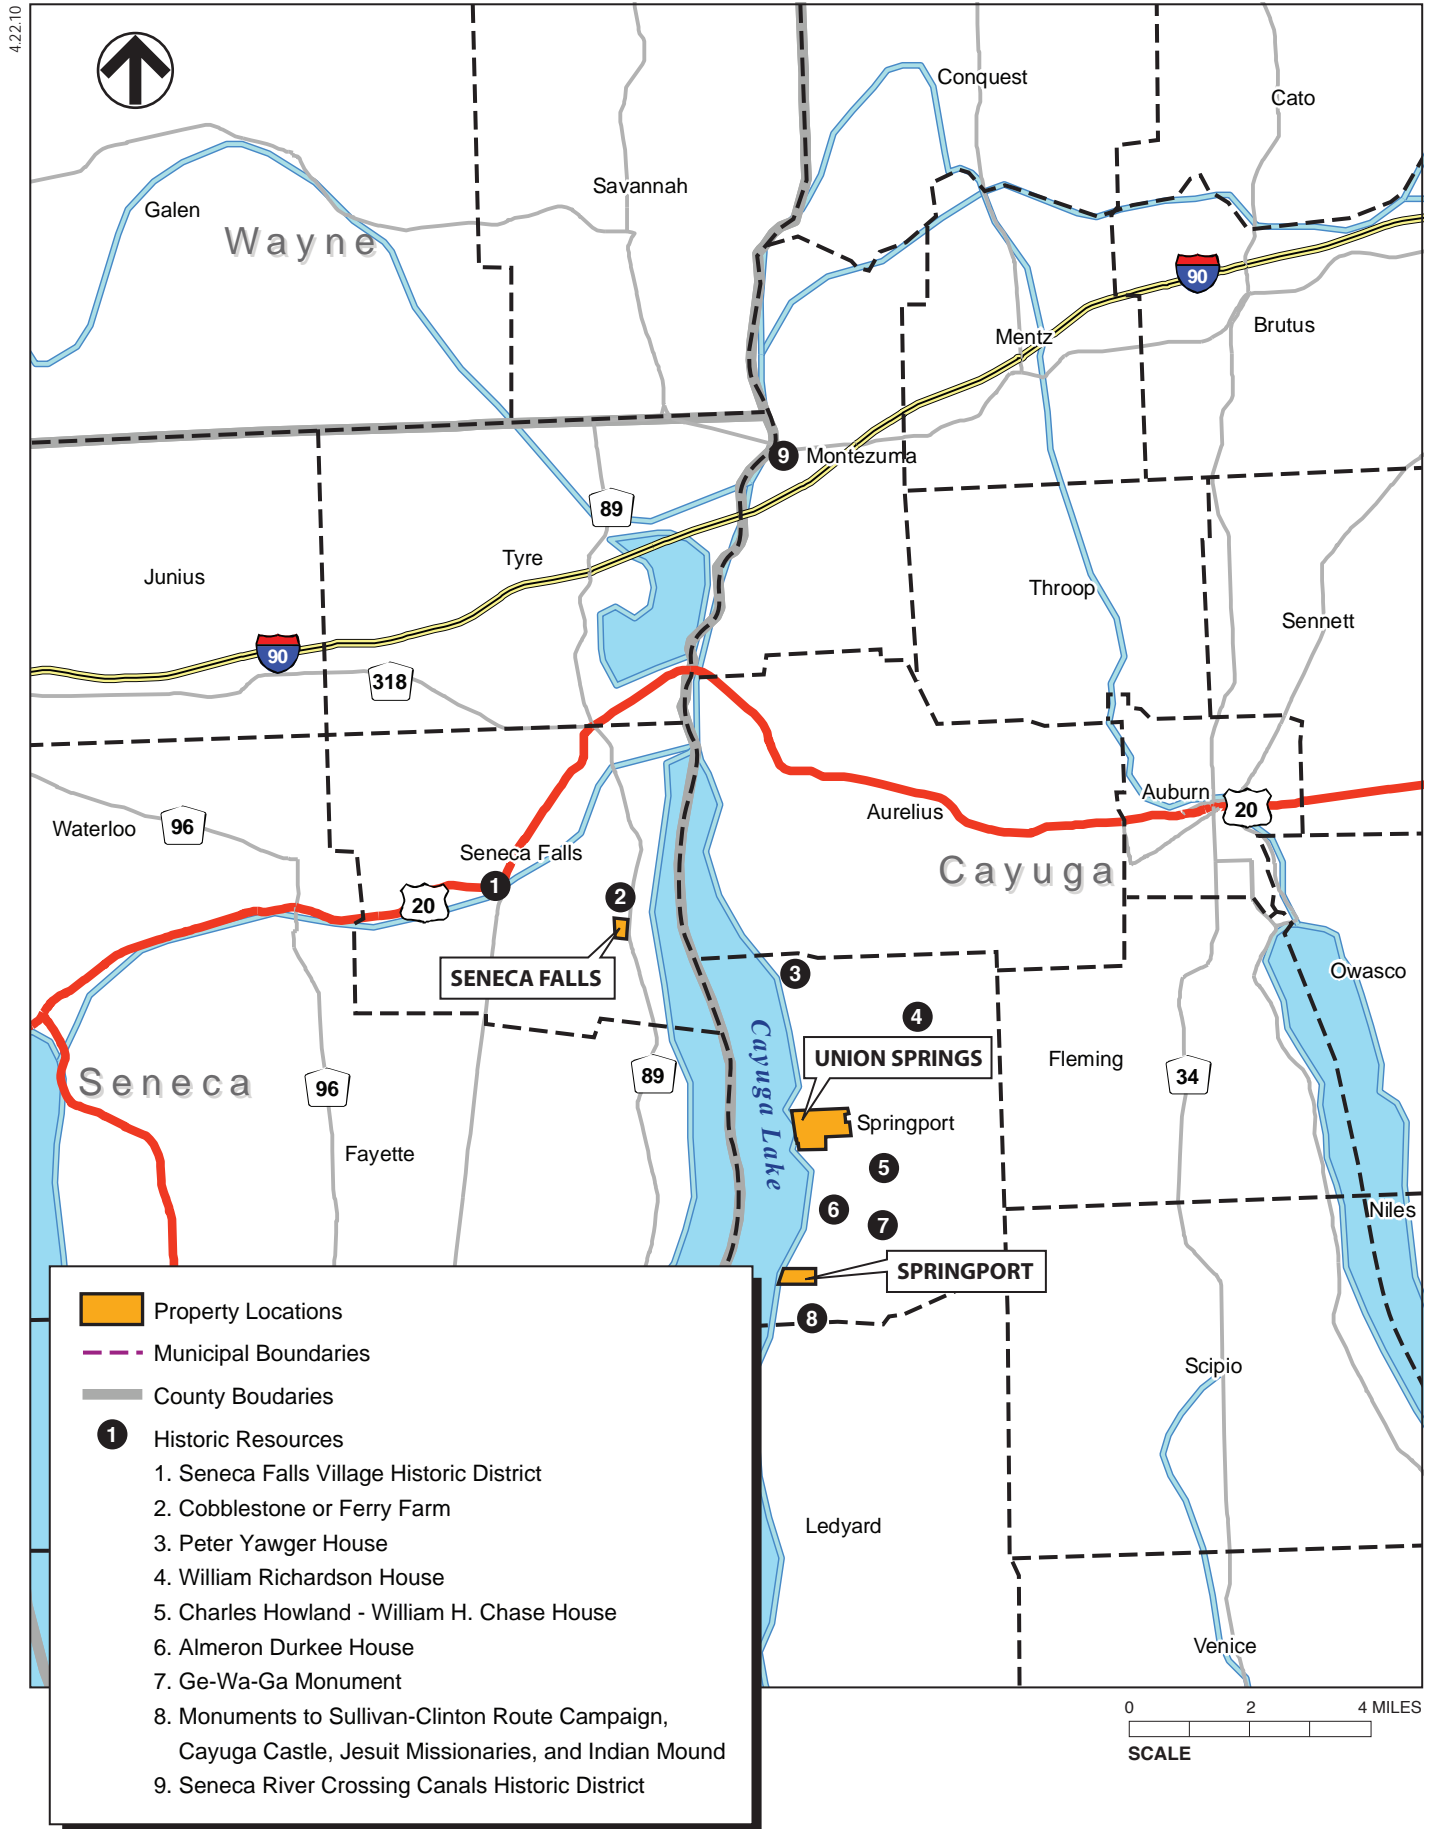 4.22.10
Conquest
Cato
Savannah
Galen
Wayne
90
Brutus
Mentz
9 Montezuma
89
Tyre
Junius
Throop
Sennett
90
318
Auburn
20
Aurelius
Waterloo
96
Seneca Falls
Cayuga
1
2
20
SENECA FALLS
3
Owasco
4
Cayuga Lake
UNION SPRINGS
Fleming
Seneca
96
89
34
Springport
Fayette
5
6
7
Niles
SPRINGPORT
8
Scipio
Ledyard
Venice
Property Locations
Municipal Boundaries
County Boudaries
1 Historic Resources
1. Seneca Falls Village Historic District
2. Cobblestone or Ferry Farm
3. Peter Yawger House
4. William Richardson House
5. Charles Howland - William H. Chase House
6. Almeron Durkee House
7. Ge-Wa-Ga Monument
8. Monuments to Sullivan-Clinton Route Campaign,
Cayuga Castle, Jesuit Missionaries, and Indian Mound
9. Seneca River Crossing Canals Historic District
0 2 4 MILES
SCALE